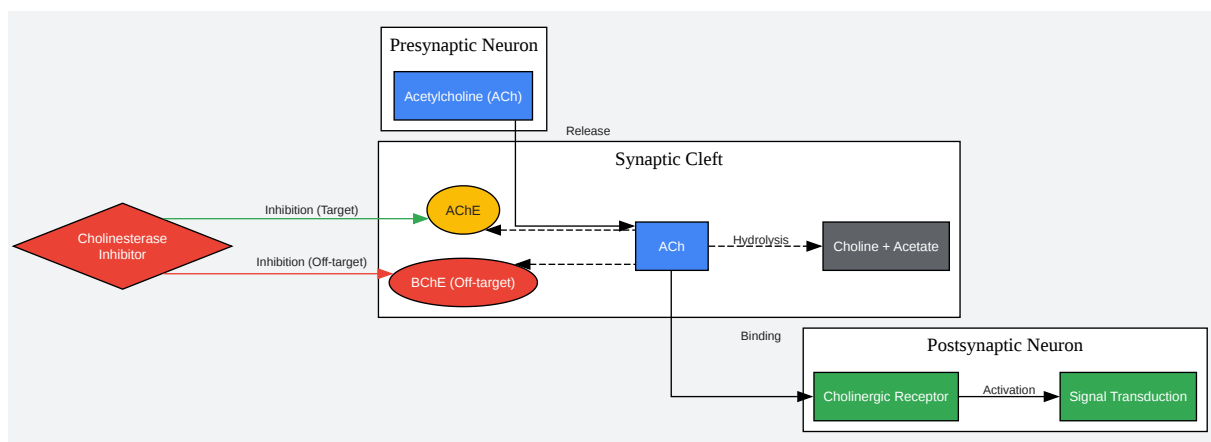 Presynaptic Neuron
Acetylcholine (ACh)
Release
Synaptic Cleft
AChE
Inhibition (Target)
Cholinesterase
Inhibitor
ACh
Hydrolysis
Choline + Acetate
Inhibition (Off-target)
BChE (Off-target)
Binding
Postsynaptic Neuron
Cholinergic Receptor
Activation
Signal Transduction